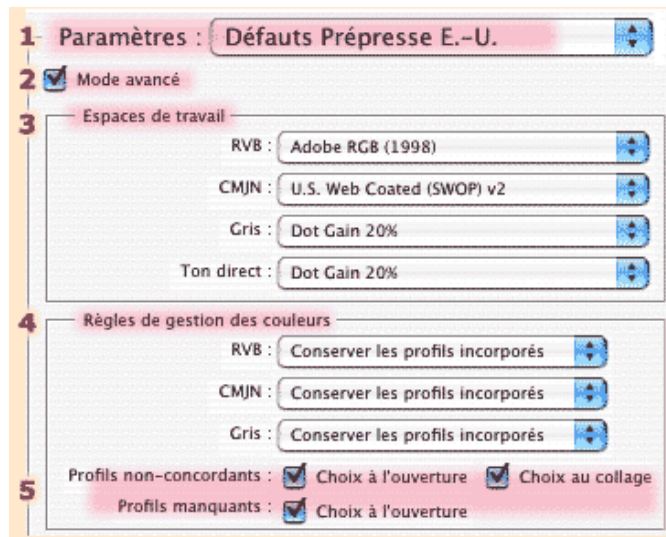 1 Paramètres : Défauts Prépresse E.-U.
2 Mode avancé
3 Espaces de travail
RVB : Adobe RGB (1998)
CMJN : U.S. Web Coated (SWOP) v2
Gris : Dot Gain 20%
Ton direct : Dot Gain 20%
4 Règles de gestion des couleurs
RVB : Conserver les profils incorporés
CMJN : Conserver les profils incorporés
Gris : Conserver les profils incorporés
Profils non-concordants : Choix à l'ouverture Choix au collage
5 Profils manquants : Choix à l'ouverture